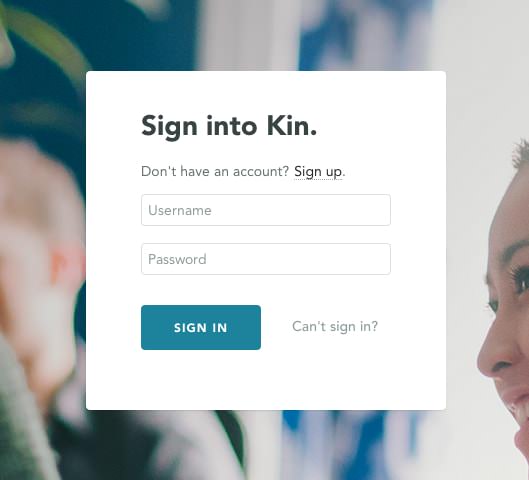 Sign into Kin.
Don't have an account? Sign up.
Username
Password
SIGN IN
Can't sign in?